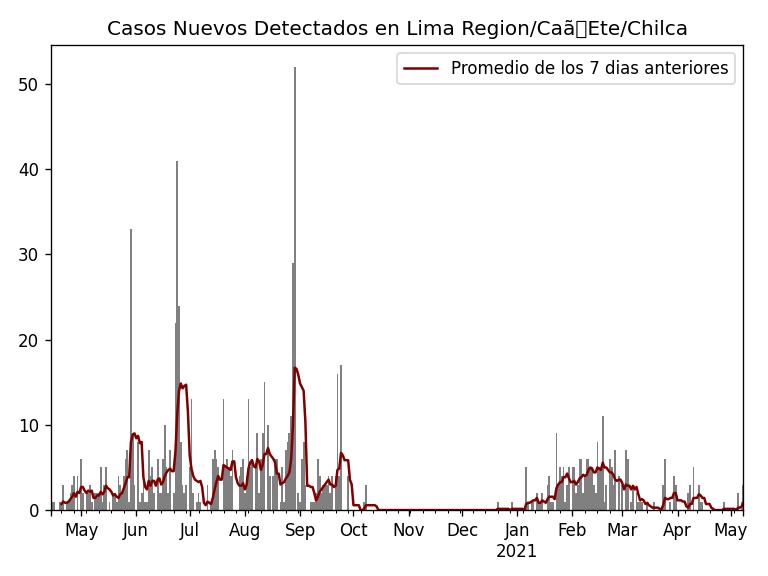 Casos Nuevos Detectados en Lima Region/Caã▯Ete/Chilca
Promedio de los 7 dias anteriores
50
40
30
20
10
0
May Jun Jul Aug Sep Oct Nov Dec Jan Feb Mar Apr May
2021